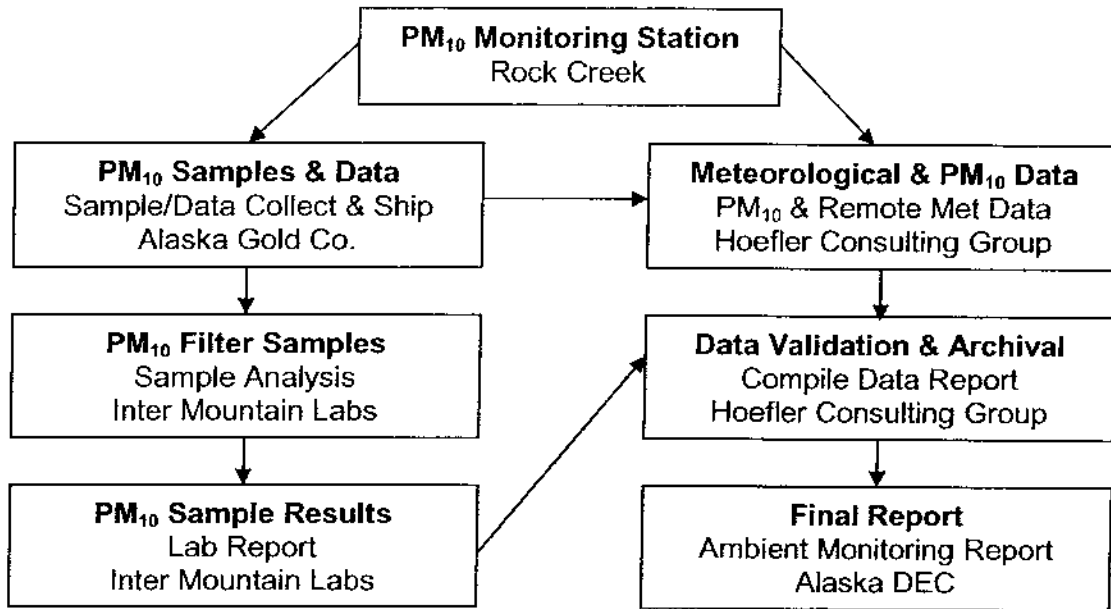 PM₁₀ Monitoring Station
Rock Creek
PM₁₀ Samples & Data
Sample/Data Collect & Ship
Alaska Gold Co.
Meteorological & PM₁₀ Data
PM₁₀ & Remote Met Data
Hoefler Consulting Group
PM₁₀ Filter Samples
Sample Analysis
Inter Mountain Labs
Data Validation & Archival
Compile Data Report
Hoefler Consulting Group
PM₁₀ Sample Results
Lab Report
Inter Mountain Labs
Final Report
Ambient Monitoring Report
Alaska DEC